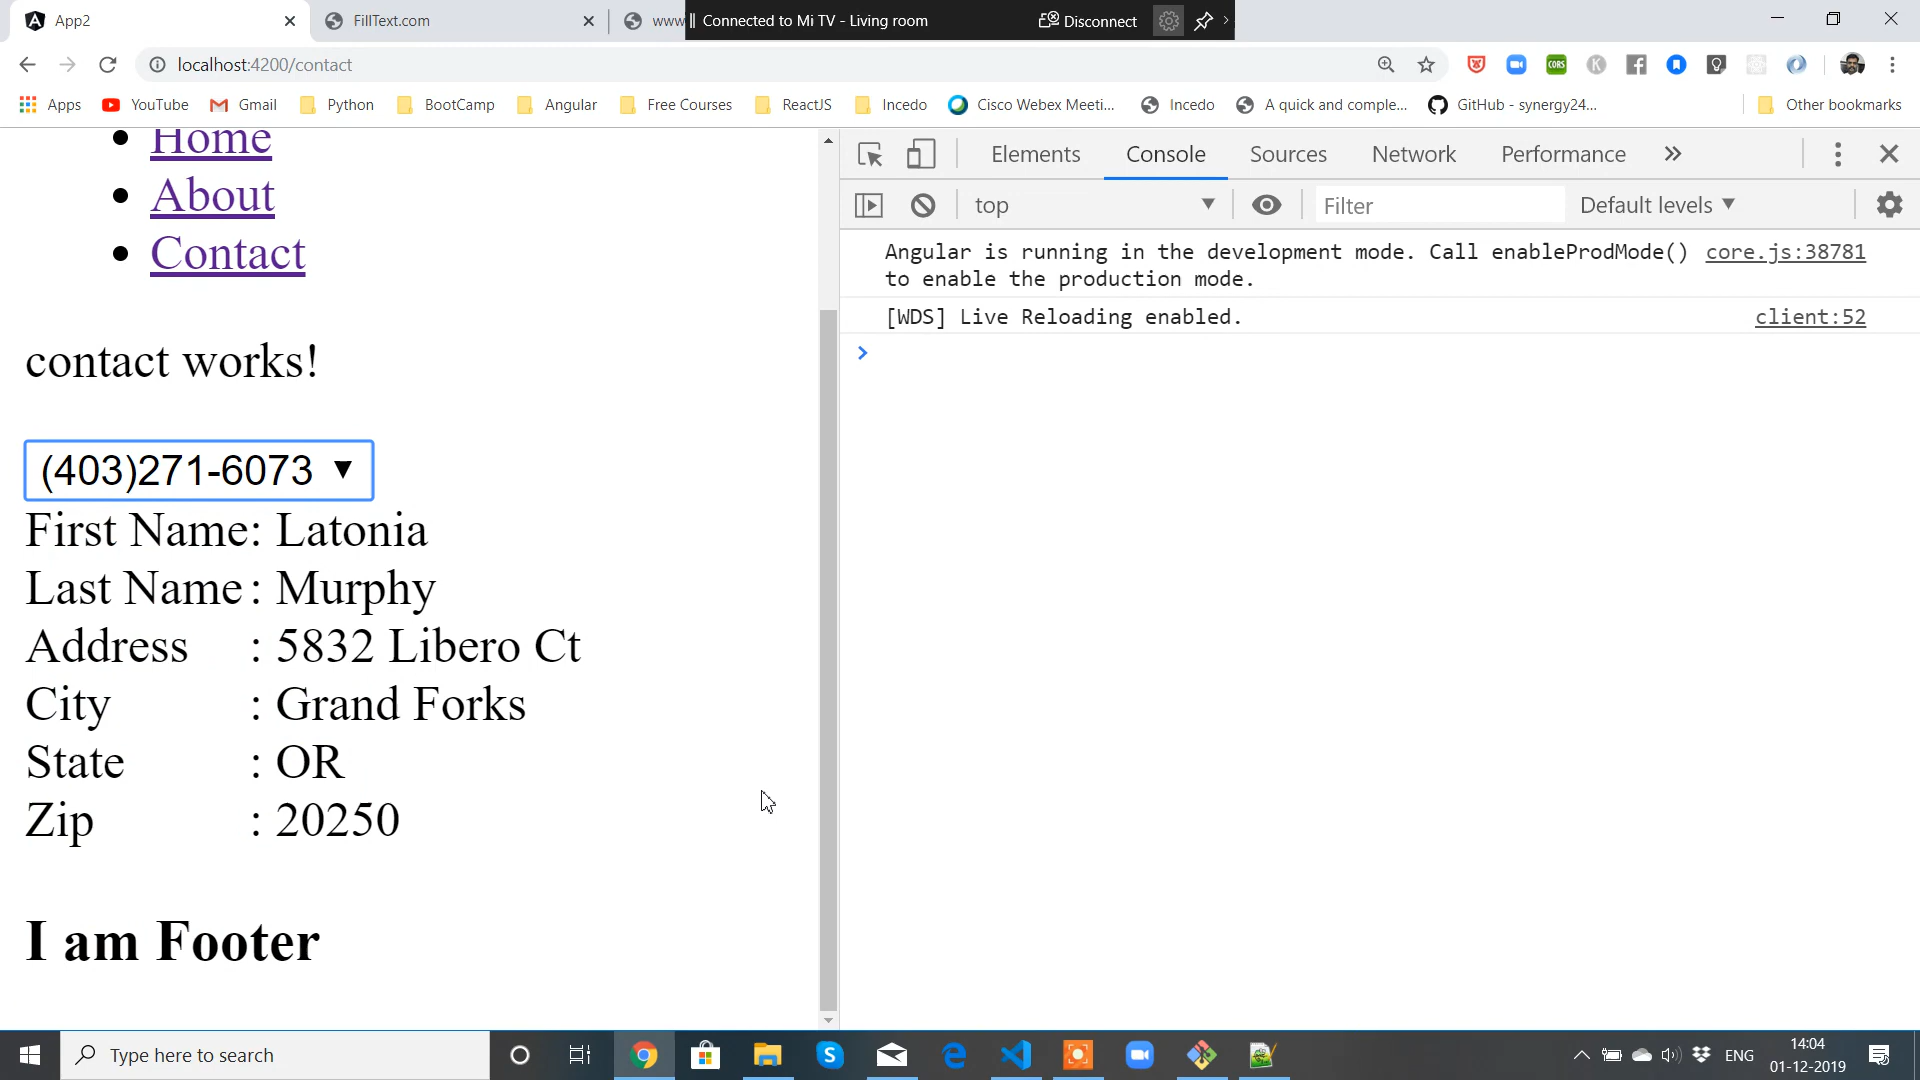 App2
FillText.com
www
Connected to Mi TV - Living room
Disconnect
localhost:4200/contact
Apps
YouTube
Gmail
Python
BootCamp
Angular
Free Courses
ReactJS
Incedo
Cisco Webex Meeti...
Incedo
A quick and comple...
GitHub - synergy24...
Other bookmarks
Home
About
Contact
contact works!
(403)271-6073
First Name: Latonia
Last Name : Murphy
Address : 5832 Libero Ct
City : Grand Forks
State : OR
Zip : 20250
I am Footer
Elements
Console
Sources
Network
Performance
top
Filter
Default levels
Angular is running in the development mode. Call enableProdMode() core.js:38781
to enable the production mode.
[WDS] Live Reloading enabled. client:52
Type here to search
ENG
14:04
01-12-2019